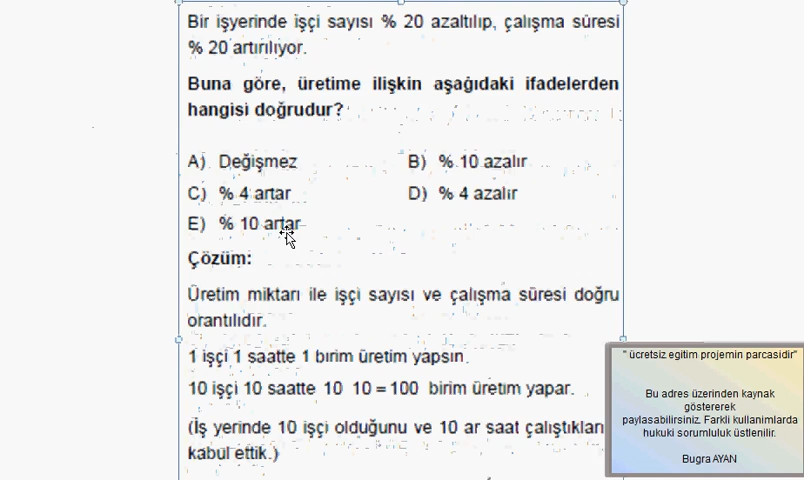 Bir işyerinde işçi sayısı % 20 azaltılıp, çalışma süresi
% 20 artırılıyor.
Buna göre, üretime ilişkin aşağıdaki ifadelerden
hangisi doğrudur?
A) Değişmez
B) % 10 azalır
C) % 4 artar
D) % 4 azalır
E) % 10 artar
Çözüm:
Üretim miktarı ile işçi sayısı ve çalışma süresi doğru
orantılıdır.
1 işçi 1 saatte 1 birim üretim yapsın.
10 işçi 10 saatte 10 10 = 100 birim üretim yapar.
(İş yerinde 10 işçi olduğunu ve 10 ar saat çalıştıkları
kabul ettik.)
" ücretsiz egitim projemin parcasidir"
Bu adres üzerinden kaynak
göstererek
paylasabilirsiniz. Farkli kullanimlarda
hukuki sorumluluk üstlenilir.
Bugra AYAN